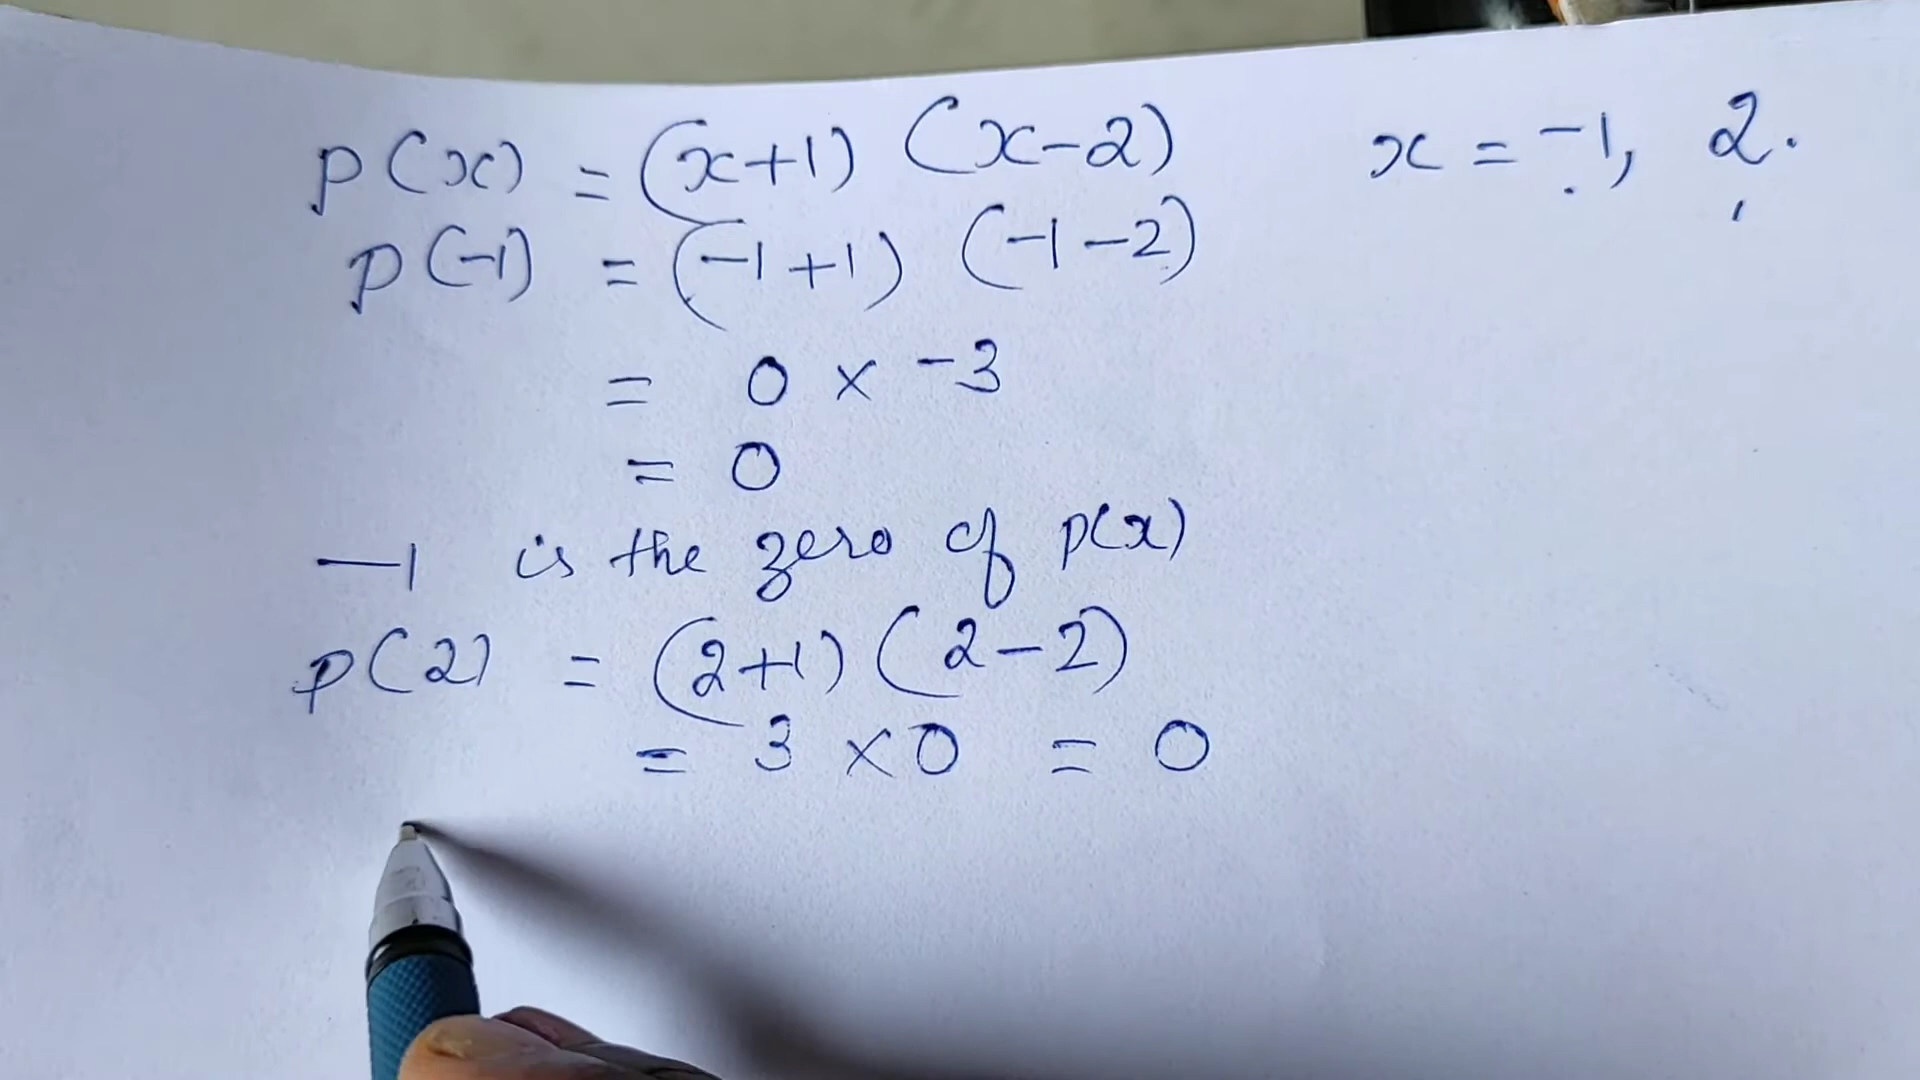 p(x) = (x+1) (x-2) x = -1, 2.
p(-1) = (-1+1) (-1-2)
= 0 × -3
= 0
-1 is the zero of p(x)
p(2) = (2+1) (2-2)
= 3 × 0 = 0